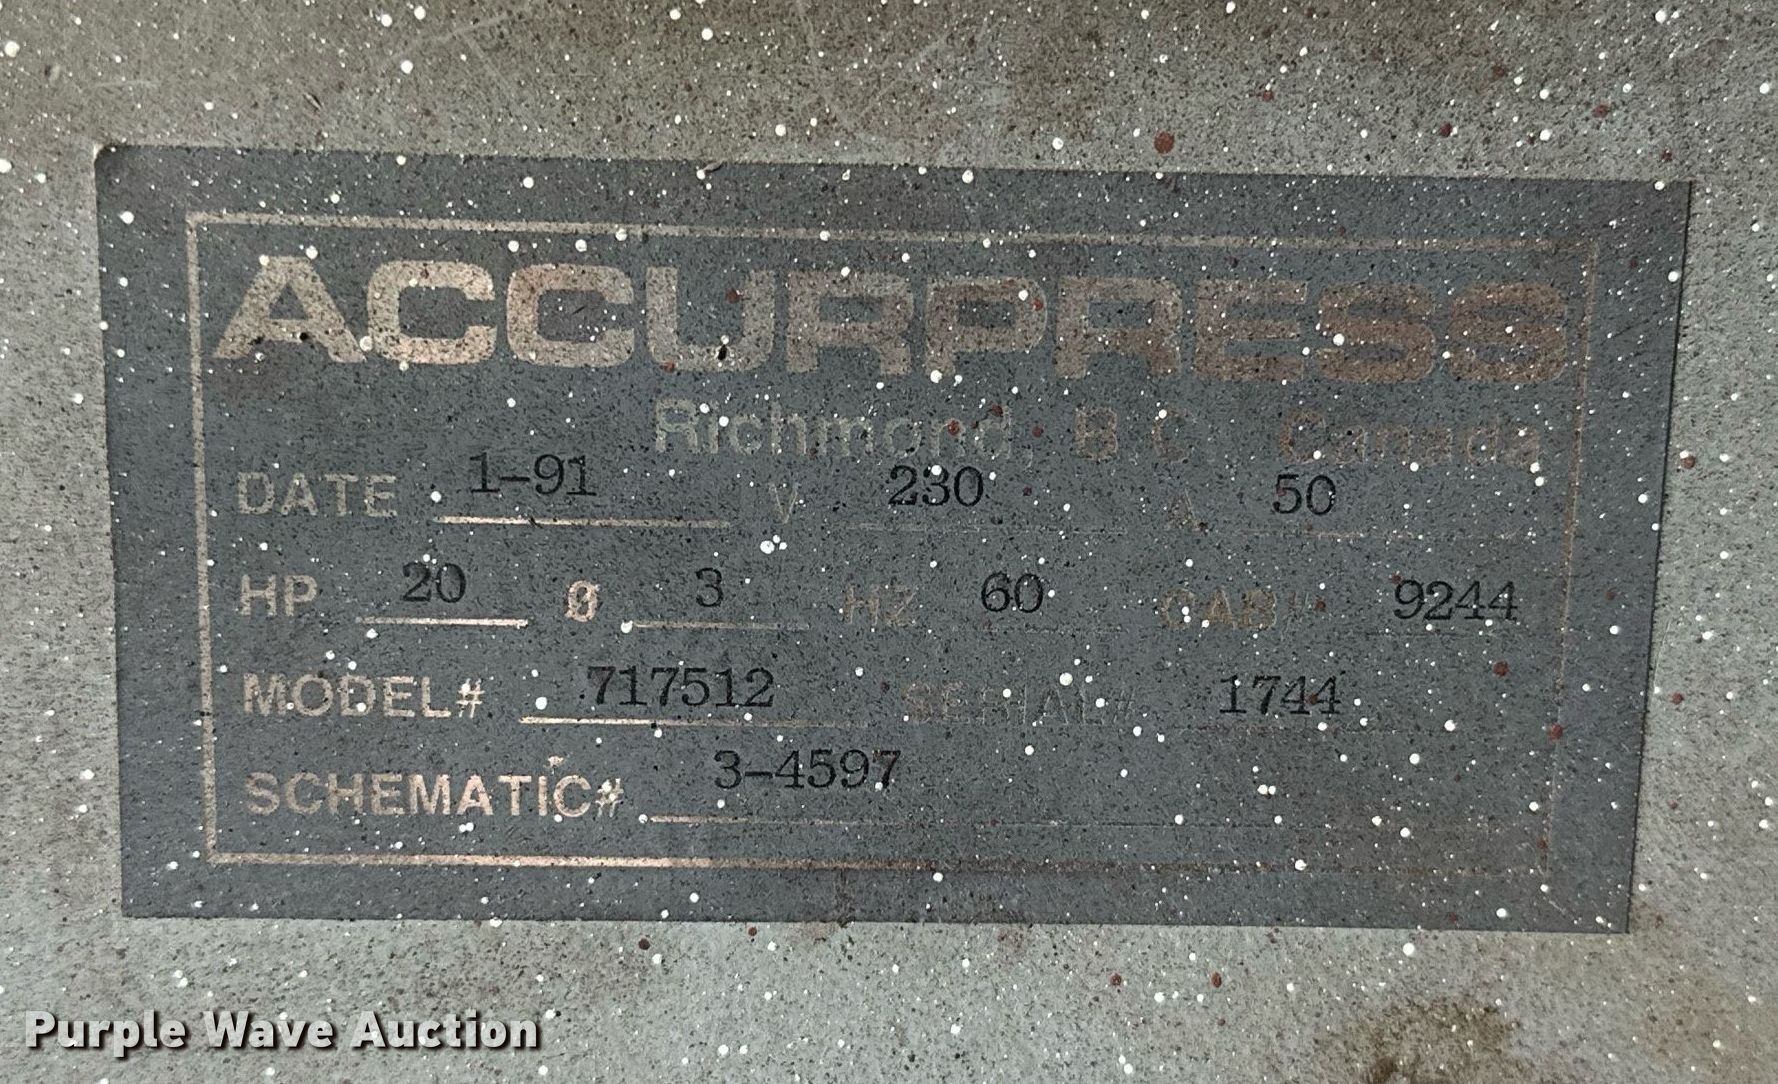 ACCURPRESS
Richmond, B.C. Canada
DATE 1-91 V 230 A 50
HP 20 Ø 3 HZ 60 CAB# 9244
MODEL# 717512 SERIAL# 1744
SCHEMATIC# 3-4597
Purple Wave Auction